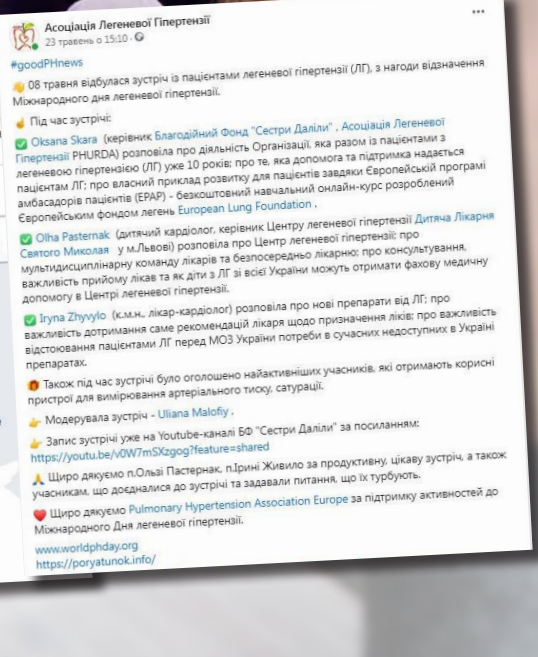 Асоціація Легеневої Гіпертензії
23 травень о 15:10 ·
#goodPHnews
👋 08 травня відбулася зустріч із пацієнтами легеневої гіпертензії (ЛГ), з нагоди відзначення
Міжнародного дня легеневої гіпертензії.
☝ Під час зустрічі:
✅ Oksana Skara (керівник Благодійний Фонд "Сестри Даліли" , Асоціація Легеневої
Гіпертензії PHURDA) розповіла про діяльність Організації, яка разом із пацієнтами з
легеневою гіпертензією (ЛГ) уже 10 років; про те, яка допомога та підтримка надається
пацієнтам ЛГ; про власний приклад розвитку для пацієнтів завдяки Європейській програмі
амбасадорів пацієнтів (EPAP) - безкоштовний навчальний онлайн-курс розроблений
Європейським фондом легень European Lung Foundation .
✅ Olha Pasternak (дитячий кардіолог, керівник Центру легеневої гіпертензії Дитяча Лікарня
Святого Миколая у м.Львові) розповіла про Центр легеневої гіпертензії; про
мультидисциплінарну команду лікарів та безпосередньо лікарню; про консультування,
важливість прийому лікав та як діти з ЛГ зі всієї України можуть отримати фахову медичну
допомогу в Центрі легеневої гіпертензії.
✅ Iryna Zhyvylo (к.м.н., лікар-кардіолог) розповіла про нові препарати від ЛГ; про
важливість дотримання саме рекомендацій лікаря щодо призначення ліків; про важливість
відстоювання пацієнтами ЛГ перед МОЗ України потреби в сучасних недоступних в Україні
препаратах.
🎁 Також під час зустрічі було оголошено найактивніших учасників, які отримають корисні
пристрої для вимірювання артеріального тиску, сатурації.
👉 Модерувала зустріч - Uliana Malofiy .
👉 Запис зустрічі уже на Youtube-каналі БФ "Сестри Даліли" за посиланням:
https://youtu.be/v0W7mSXzgog?feature=shared
🙏 Щиро дякуємо п.Ользі Пастернак, п.Ірині Живило за продуктивну, цікаву зустріч, а також
учасникам, що доєднались до зустрічі та задавали питання, що їх турбують.
❤ Щиро дякуємо Pulmonary Hypertension Association Europe за підтримку активностей до
Міжнародного Дня легеневої гіпертензії.
www.worldphday.org
https://poryatunok.info/